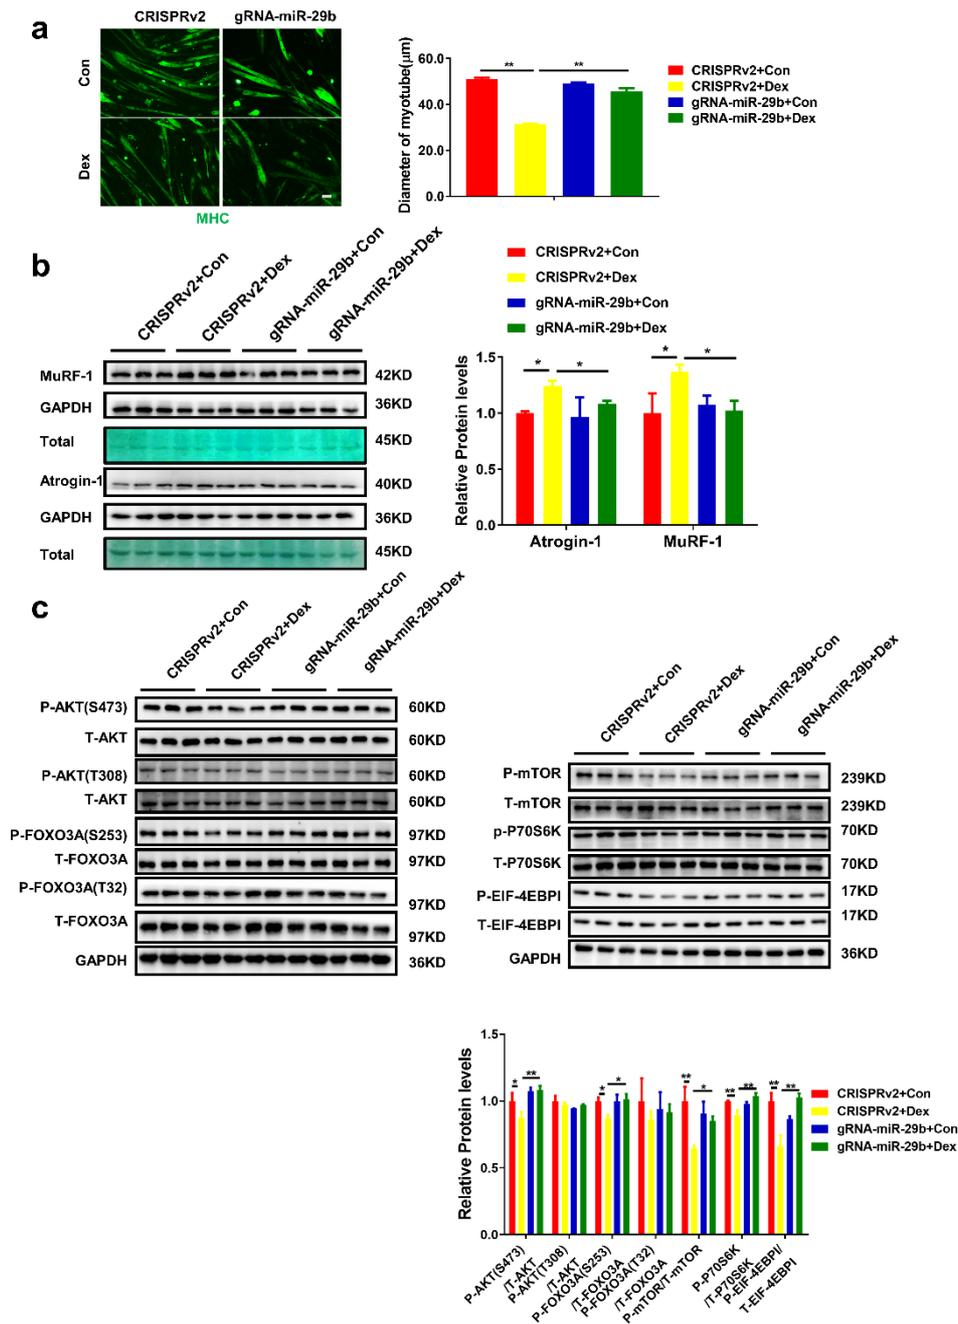 a
CRISPRv2
gRNA-miR-29b
Con
Dex
MHC
Diameter of myotube(μm)
60.0
40.0
20.0
0.0
**
**
CRISPRv2+Con
CRISPRv2+Dex
gRNA-miR-29b+Con
gRNA-miR-29b+Dex
b
CRISPRv2+Con
CRISPRv2+Dex
gRNA-miR-29b+Con
gRNA-miR-29b+Dex
MuRF-1
42KD
GAPDH
36KD
Total
45KD
Atrogin-1
40KD
GAPDH
36KD
Total
45KD
CRISPRv2+Con
CRISPRv2+Dex
gRNA-miR-29b+Con
gRNA-miR-29b+Dex
Relative Protein levels
1.5
1.0
0.5
0.0
*
*
*
*
Atrogin-1
MuRF-1
c
CRISPRv2+Con
CRISPRv2+Dex
gRNA-miR-29b+Con
gRNA-miR-29b+Dex
P-AKT(S473)
60KD
T-AKT
60KD
P-AKT(T308)
60KD
T-AKT
60KD
P-FOXO3A(S253)
97KD
T-FOXO3A
97KD
P-FOXO3A(T32)
97KD
T-FOXO3A
97KD
GAPDH
36KD
CRISPRv2+Con
CRISPRv2+Dex
gRNA-miR-29b+Con
gRNA-miR-29b+Dex
P-mTOR
239KD
T-mTOR
239KD
p-P70S6K
70KD
T-P70S6K
70KD
P-EIF-4EBPI
17KD
T-EIF-4EBPI
17KD
GAPDH
36KD
Relative Protein levels
1.5
1.0
0.5
0.0
*
**
*
*
**
*
**
**
**
**
P-AKT(S473)
/T-AKT
P-AKT(T308)
/T-AKT
P-FOXO3A(S253)
/T-FOXO3A
P-FOXO3A(T32)
/T-FOXO3A
P-mTOR/T-mTOR
P-P70S6K
/T-P70S6K
P-EIF-4EBPI/
T-EIF-4EBPI
CRISPRv2+Con
CRISPRv2+Dex
gRNA-miR-29b+Con
gRNA-miR-29b+Dex